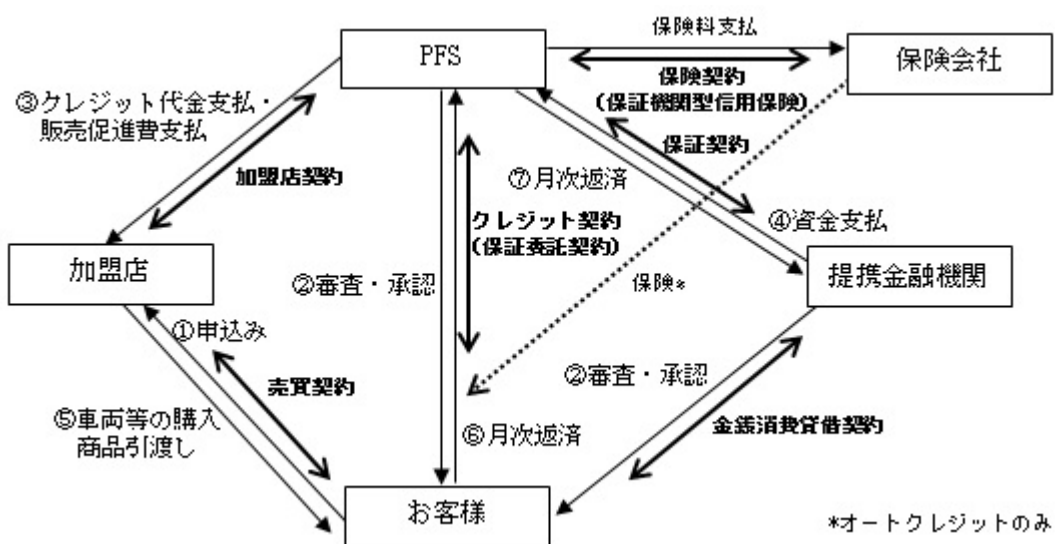 保険料支払
PFS
保険会社
保険契約
(保証機関型信用保険)
③クレジット代金支払・
販売促進費支払
保証契約
加盟店契約
⑦月次返済
クレジット契約
(保証委託契約)
④資金支払
加盟店
②審査・承認
保険*
提携金融機関
①申込み
売買契約
②審査・承認
⑤車両等の購入
商品引渡し
⑥月次返済
金銭消費貸借契約
お客様
*オートクレジットのみ